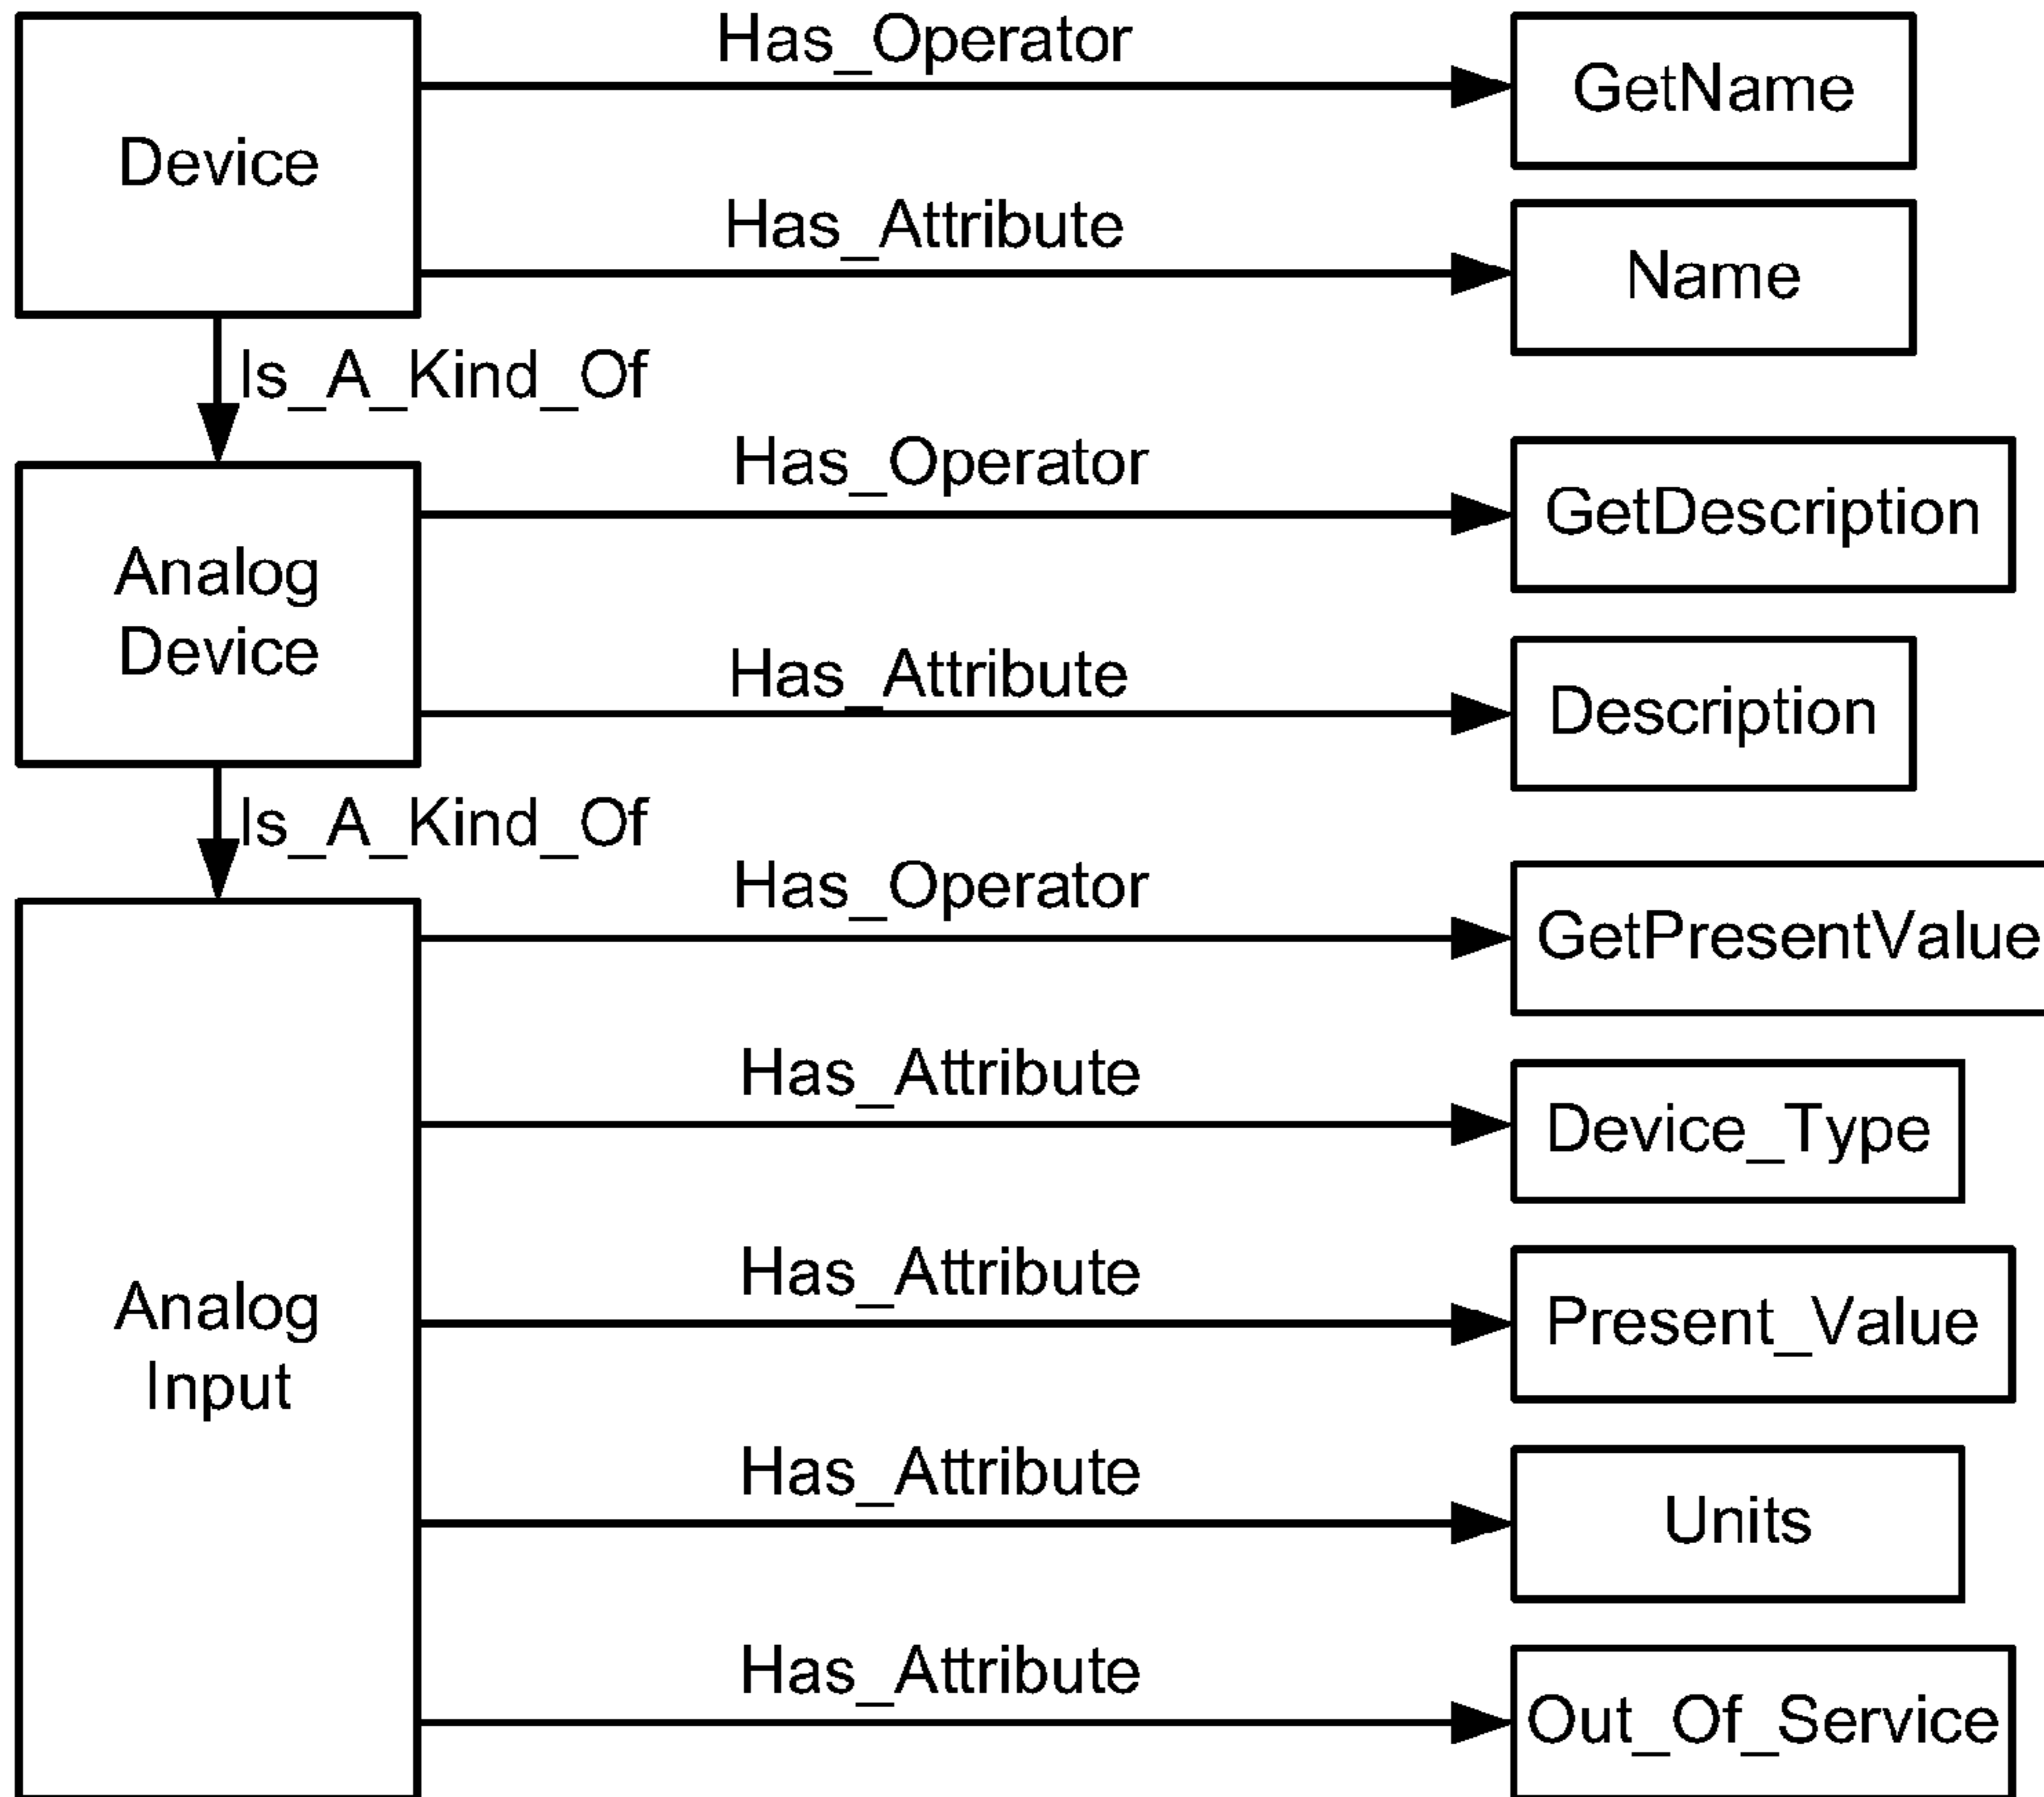 Has_Operator
GetName
Device
Has_Attribute
Name
Is_A_Kind_Of
Has_Operator
GetDescription
Analog
Device
Has_Attribute
Description
Is_A_Kind_Of
Has_Operator
GetPresentValue
Has_Attribute
Device_Type
Has_Attribute
Present_Value
Analog
Input
Has_Attribute
Units
Has_Attribute
Out_Of_Service